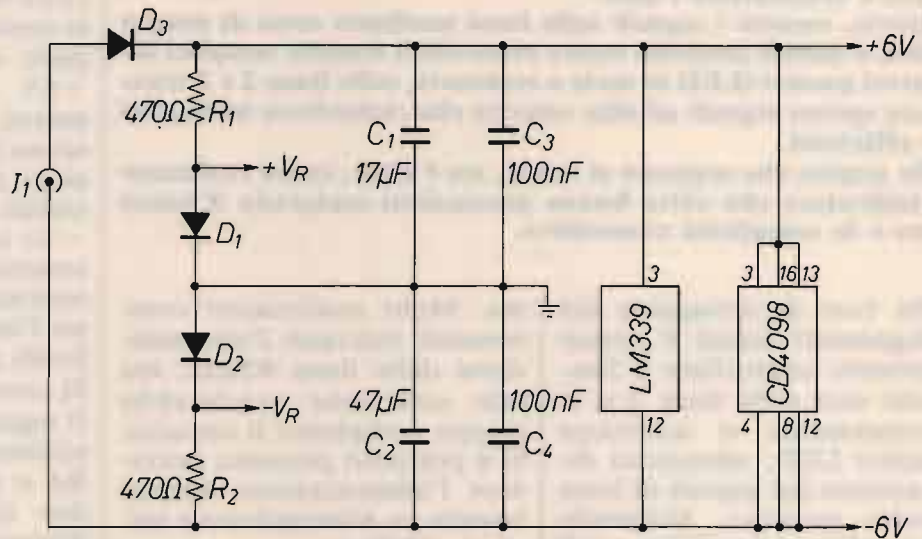 D3
+6V
470Ω R1
C1
C3
J1
+VR
17µF
100nF
D1
3
3 16 13
LM339
CD4098
D2
47µF
100nF
-VR
12
4 8 12
C2
C4
470Ω R2
-6V